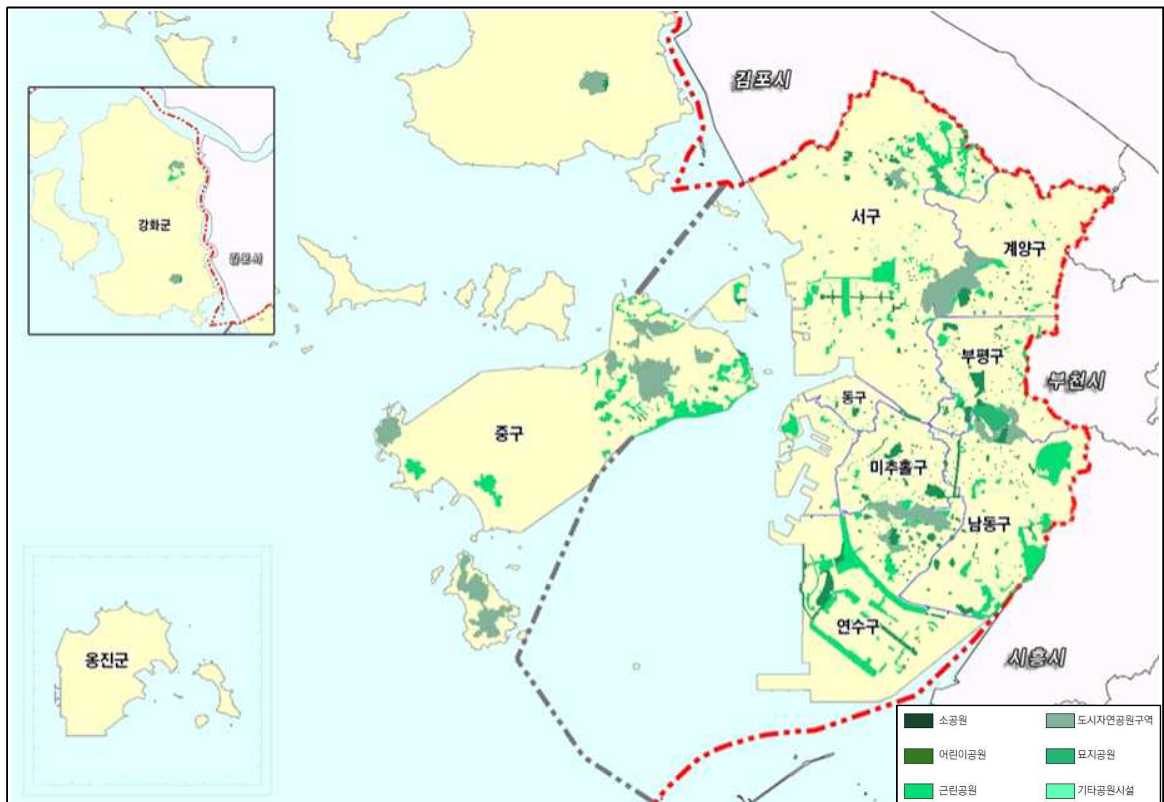 김포시
강화군
김포시
서구
계양구
부평구
부천시
동구
중구
미추홀구
남동구
연수구
옹진군
시흥시
소공원
도시자연공원구역
어린이공원
묘지공원
근린공원
기타공원시설